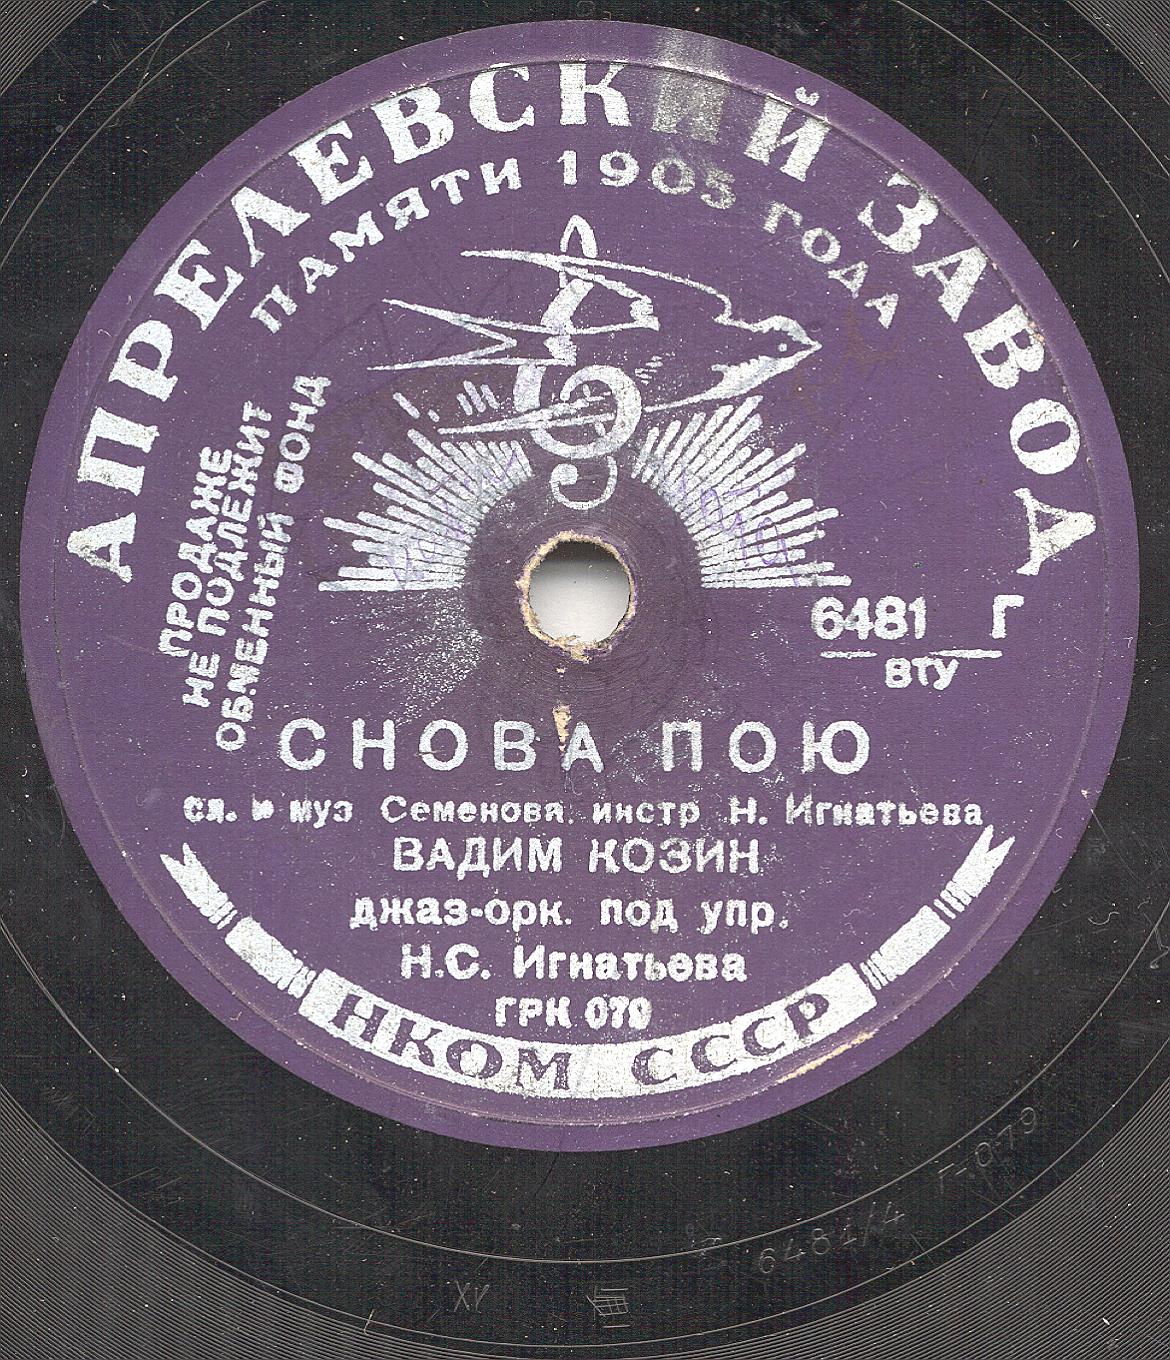 АПРЕЛЕВСКИЙ ЗАВОД
ПАМЯТИ 1905 ГОДА
ПРОДАЖЕ
НЕ ПОДЛЕЖИТ
ОБМЕННЫЙ ФОНД
6481 Г
ВТУ
СНОВА ПОЮ
сл. и муз Семенова, инстр Н. Игнатьева
ВАДИМ КОЗИН
джаз-орк. под упр.
Н.С. Игнатьева
ГРК 079
НКОМ СССР
Г-079
6481/4
XV